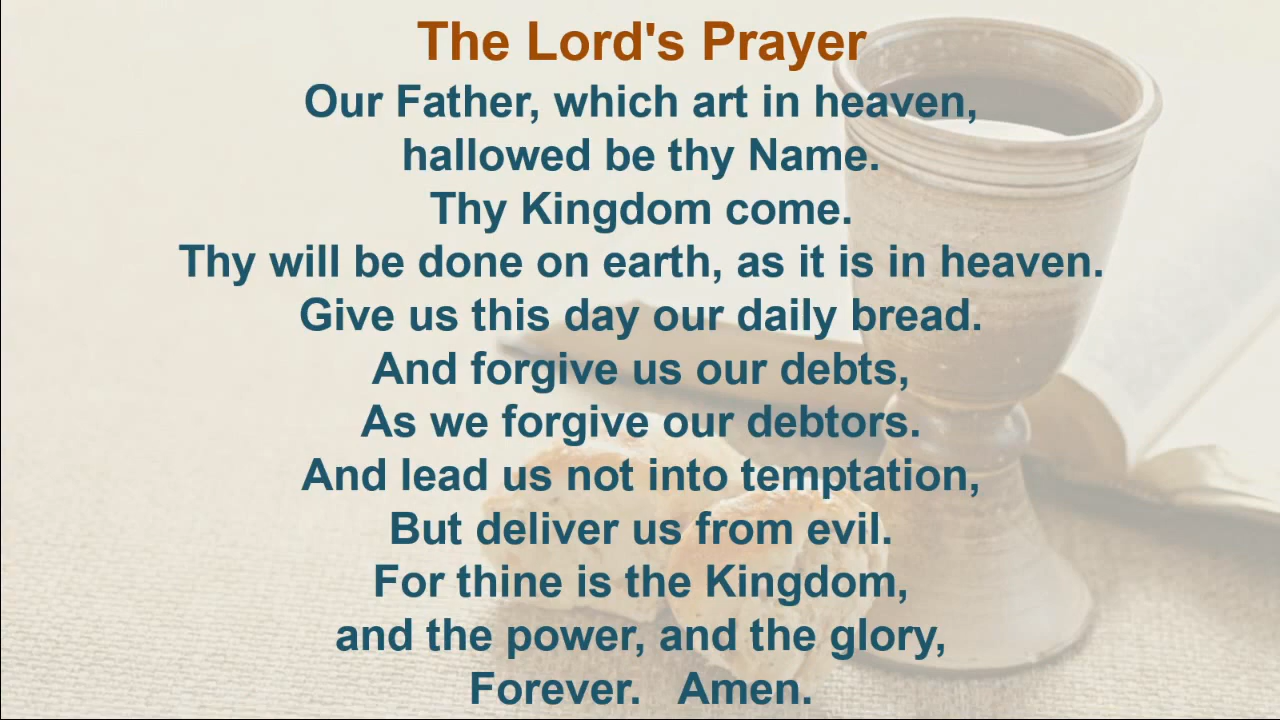 The Lord's Prayer
Our Father, which art in heaven,
hallowed be thy Name.
Thy Kingdom come.
Thy will be done on earth, as it is in heaven.
Give us this day our daily bread.
And forgive us our debts,
As we forgive our debtors.
And lead us not into temptation,
But deliver us from evil.
For thine is the Kingdom,
and the power, and the glory,
Forever. Amen.